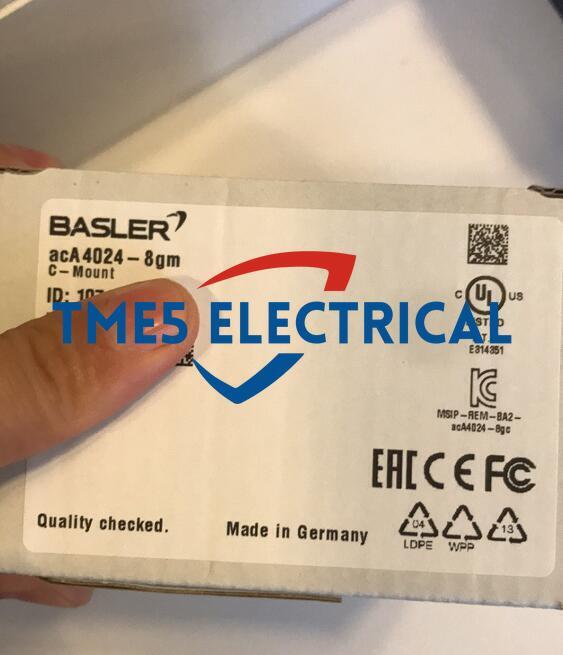 BASLER
acA4024-8gm
C-Mount
ID: 107
TME5 ELECTRICAL
C UL US
E314351
MSIP-REM-BA2-
acA4024-8gc
EAC CE FC
Quality checked.
Made in Germany
04
13
LDPE
WPP